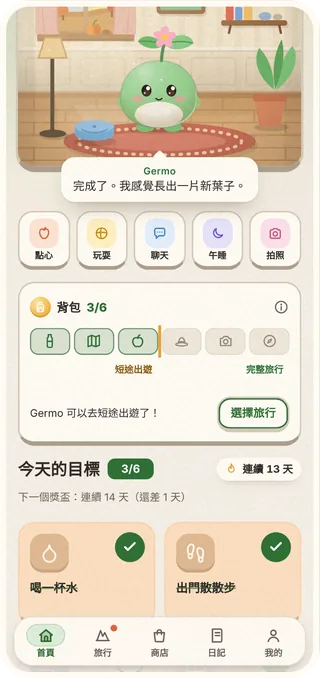 Germo
完成了。我感覺長出一片新葉子。
點心
玩耍
聊天
午睡
拍照
背包 3/6
短途出遊
完整旅行
Germo 可以去短途出遊了！
選擇旅行
今天的目標 3/6
連續 13 天
下一個獎盃：連續 14 天（還差 1 天）
喝一杯水
出門散散步
首頁
旅行
商店
日記
我的